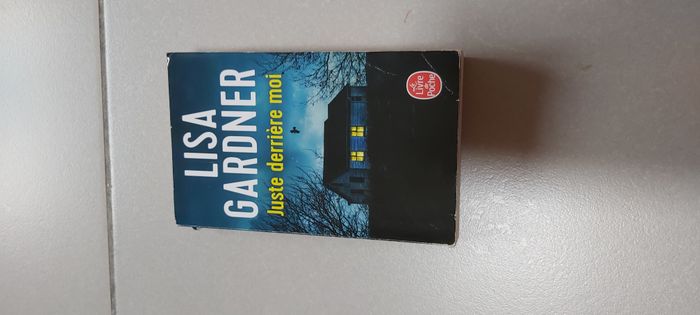 LISA
GARDNER
Juste derrière moi
Le
Livre
de
Poche